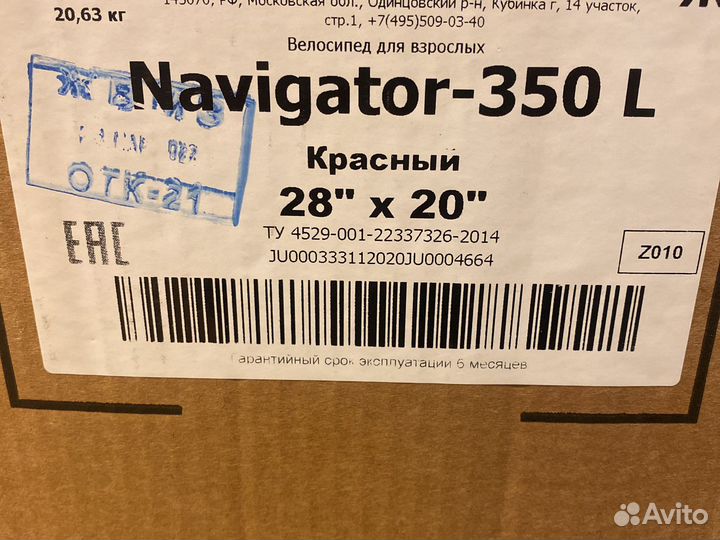 20,63 кг
143070, РФ, Московская обл., Одинцовский р-н, Кубинка г, 14 участок,
стр.1, +7(495)509-03-40
Велосипед для взрослых
Navigator-350 L
Красный
28" x 20"
ТУ 4529-001-22337326-2014
JU000333112020JU0004664
Z010
ОТК-21
EAC
Гарантийный срок эксплуатации 6 месяцев
Avito